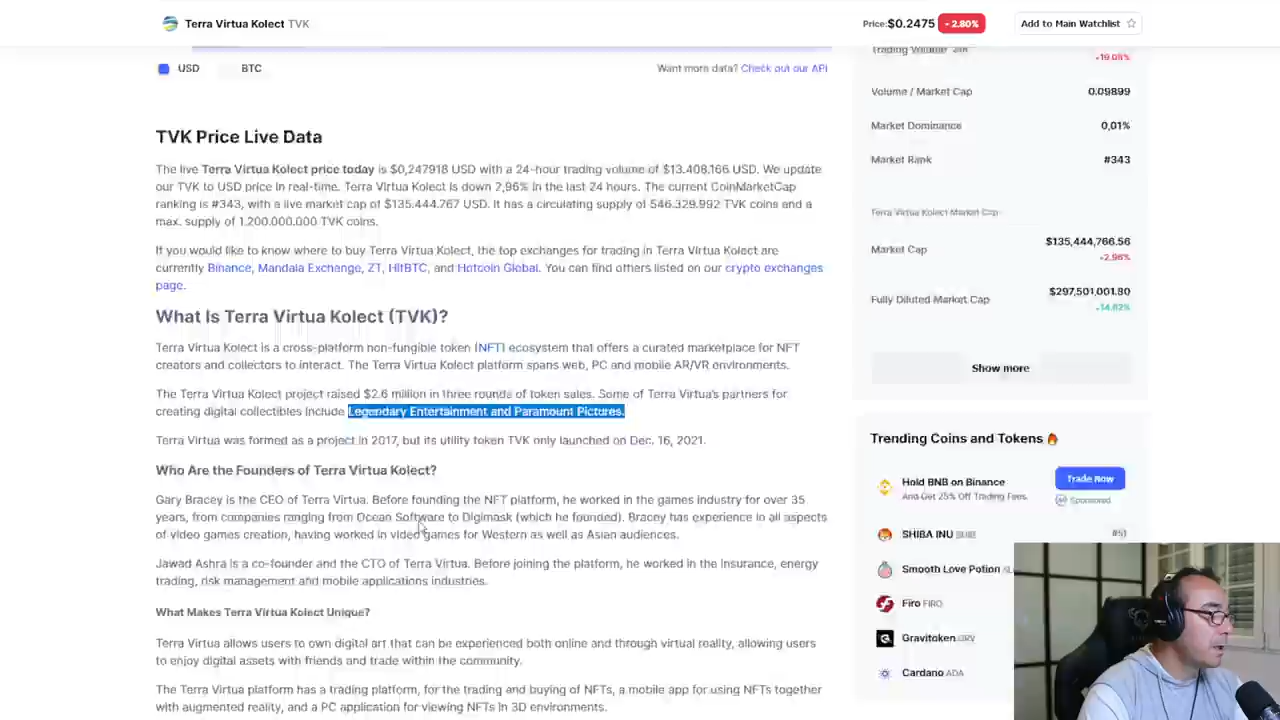 Terra Virtua Kolect TVK
Price: $0.2475 - 2.80%
Add to Main Watchlist
USD BTC
Want more data? Check out our API
TVK Price Live Data
The live Terra Virtua Kolect price today is $0,247918 USD with a 24-hour trading volume of $13.408.166 USD. We update
our TVK to USD price in real-time. Terra Virtua Kolect is down 2,96% in the last 24 hours. The current CoinMarketCap
ranking is #343, with a live market cap of $135.444.767 USD. It has a circulating supply of 546.329.992 TVK coins and a
max. supply of 1.200.000.000 TVK coins.
If you would like to know where to buy Terra Virtua Kolect, the top exchanges for trading in Terra Virtua Kolect are
currently Binance, Mandala Exchange, ZT, HitBTC, and Hotcoin Global. You can find others listed on our crypto exchanges
page.
What Is Terra Virtua Kolect (TVK)?
Terra Virtua Kolect is a cross-platform non-fungible token (NFT) ecosystem that offers a curated marketplace for NFT
creators and collectors to interact. The Terra Virtua Kolect platform spans web, PC and mobile AR/VR environments.
The Terra Virtua Kolect project raised $2.6 million in three rounds of token sales. Some of Terra Virtua's partners for
creating digital collectibles include Legendary Entertainment and Paramount Pictures.
Terra Virtua was formed as a project in 2017, but its utility token TVK only launched on Dec. 16, 2021.
Who Are the Founders of Terra Virtua Kolect?
Gary Bracey is the CEO of Terra Virtua. Before founding the NFT platform, he worked in the games industry for over 35
years, from companies ranging from Ocean Software to Digimask (which he founded). Bracey has experience in all aspects
of video games creation, having worked in video games for Western as well as Asian audiences.
Jawad Ashra is a co-founder and the CTO of Terra Virtua. Before joining the platform, he worked in the insurance, energy
trading, risk management and mobile applications industries.
What Makes Terra Virtua Kolect Unique?
Terra Virtua allows users to own digital art that can be experienced both online and through virtual reality, allowing users
to enjoy digital assets with friends and trade within the community.
The Terra Virtua platform has a trading platform, for the trading and buying of NFTs, a mobile app for using NFTs together
with augmented reality, and a PC application for viewing NFTs in 3D environments.
Trading Volume 24h
Volume / Market Cap 0.09899
Market Dominance 0,01%
Market Rank #343
Terra Virtua Kolect Market Cap
Market Cap $135,444,766.56
-2.96%
Fully Diluted Market Cap $297,501,001.80
Show more
Trending Coins and Tokens
Hold BNB on Binance Trade Now
And Get 25% Off Trading Fees. Sponsored
SHIBA INU SHIB
Smooth Love Potion
Firo FIRO
Gravitoken GRV
Cardano ADA